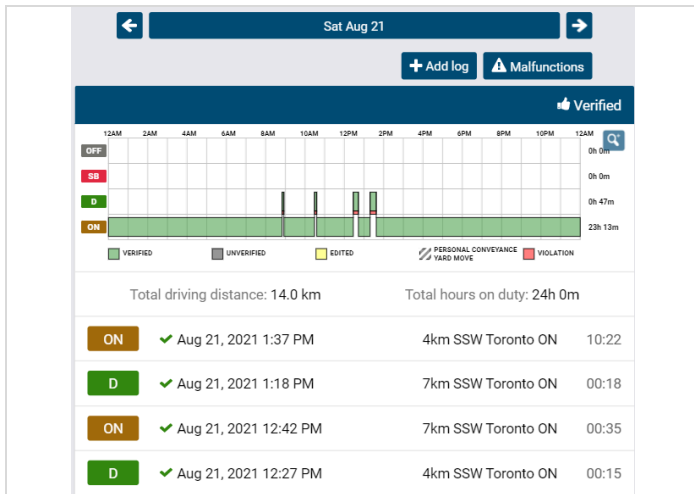 Sat Aug 21
Add log
Malfunctions
Verified
12AM 2AM 4AM 6AM 8AM 10AM 12PM 2PM 4PM 6PM 8PM 10PM 12AM
OFF 0h 0m
SB 0h 0m
D 0h 47m
ON 23h 13m
VERIFIED UNVERIFIED EDITED PERSONAL CONVEYANCE YARD MOVE VIOLATION
Total driving distance: 14.0 km Total hours on duty: 24h 0m
ON Aug 21, 2021 1:37 PM 4km SSW Toronto ON 10:22
D Aug 21, 2021 1:18 PM 7km SSW Toronto ON 00:18
ON Aug 21, 2021 12:42 PM 7km SSW Toronto ON 00:35
D Aug 21, 2021 12:27 PM 4km SSW Toronto ON 00:15